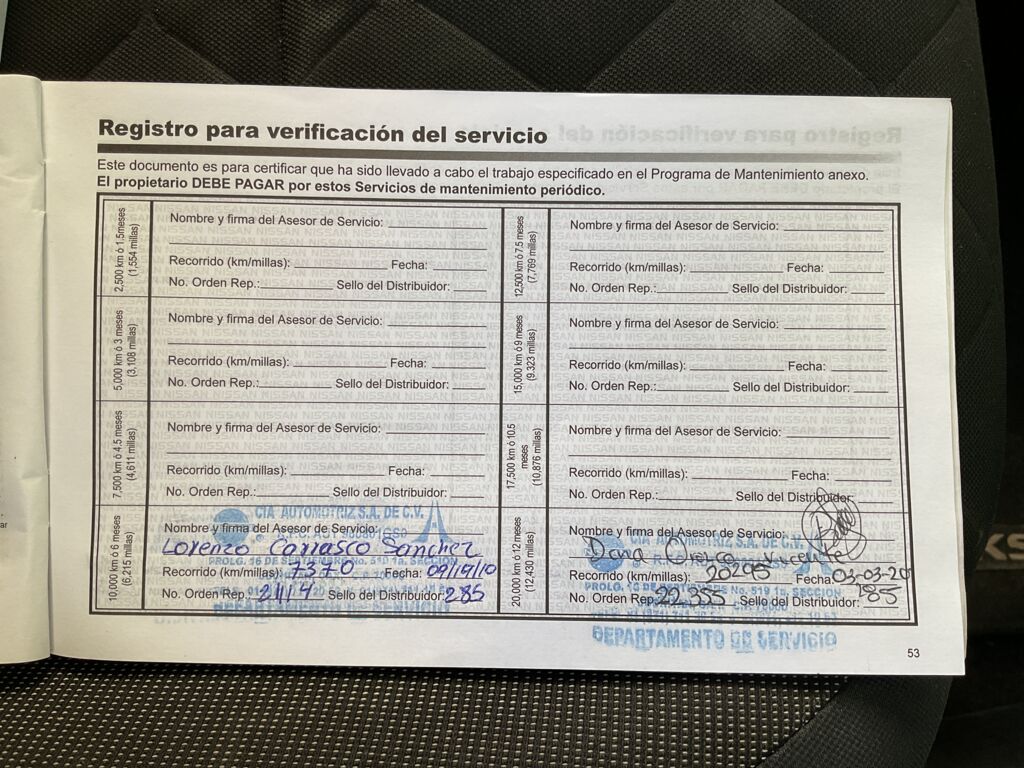 Registro para verificación del servicio
Este documento es para certificar que ha sido llevado a cabo el trabajo especificado en el Programa de Mantenimiento anexo.
El propietario DEBE PAGAR por estos Servicios de mantenimiento periódico.
2,500 km ó 1.5meses
(1,554 millas)
Nombre y firma del Asesor de Servicio:
Recorrido (km/millas): Fecha:
No. Orden Rep.: Sello del Distribuidor:
5,000 km ó 3 meses
(3,108 millas)
Nombre y firma del Asesor de Servicio:
Recorrido (km/millas): Fecha:
No. Orden Rep.: Sello del Distribuidor:
7,500 km ó 4.5 meses
(4,611 millas)
Nombre y firma del Asesor de Servicio:
Recorrido (km/millas): Fecha:
No. Orden Rep.: Sello del Distribuidor:
10,000 km ó 6 meses
(6,215 millas)
CIA AUTOMOTRIZ S.A. DE C.V.
Nombre y firma del Asesor de Servicio:
Lorenzo Carrasco Sanchez
PROLG. 16 DE
Recorrido (km/millas): 7370 Fecha:
No. Orden Rep.: Sello del Distribuidor: 285
DEPARTAMENTO DE SERVICIO
12,500 km ó 7.5 meses
(7,769 millas)
Nombre y firma del Asesor de Servicio:
Recorrido (km/millas): Fecha:
No. Orden Rep.: Sello del Distribuidor:
15,000 km ó 9 meses
(9.323 millas)
Nombre y firma del Asesor de Servicio:
Recorrido (km/millas): Fecha:
No. Orden Rep.: Sello del Distribuidor:
17,500 km ó 10.5
meses
(10,876 millas)
Nombre y firma del Asesor de Servicio:
Recorrido (km/millas): Fecha:
No. Orden Rep.: Sello del Distribuidor:
20,000 km ó 12 meses
(12,430 millas)
Nombre y firma del Asesor de Servicio:
Dana
Recorrido (km/millas): 20295 Fecha: 03-03-20
No. Orden Rep.: 22355 Sello del Distribuidor: 285
DEPARTAMENTO DE SERVICIO
53